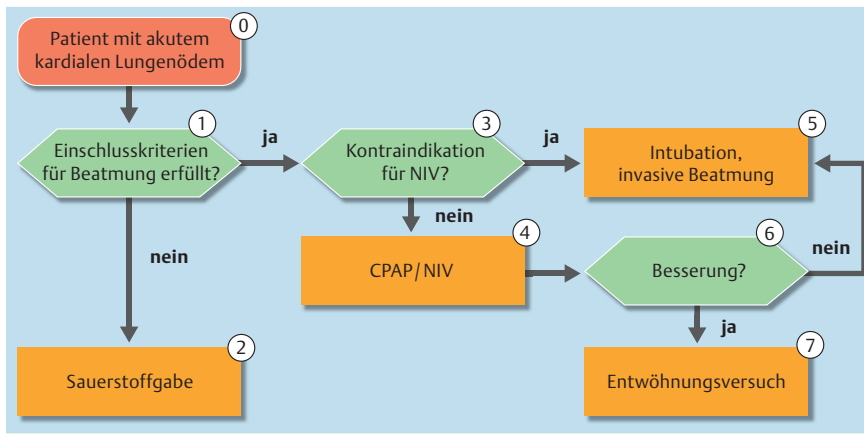 0
Patient mit akutem
kardialen Lungenödem
1
Einschlusskriterien
für Beatmung erfüllt?
ja
nein
2
Sauerstoffgabe
3
Kontraindikation
für NIV?
ja
nein
4
CPAP/NIV
5
Intubation,
invasive Beatmung
6
Besserung?
nein
ja
7
Entwöhnungsversuch